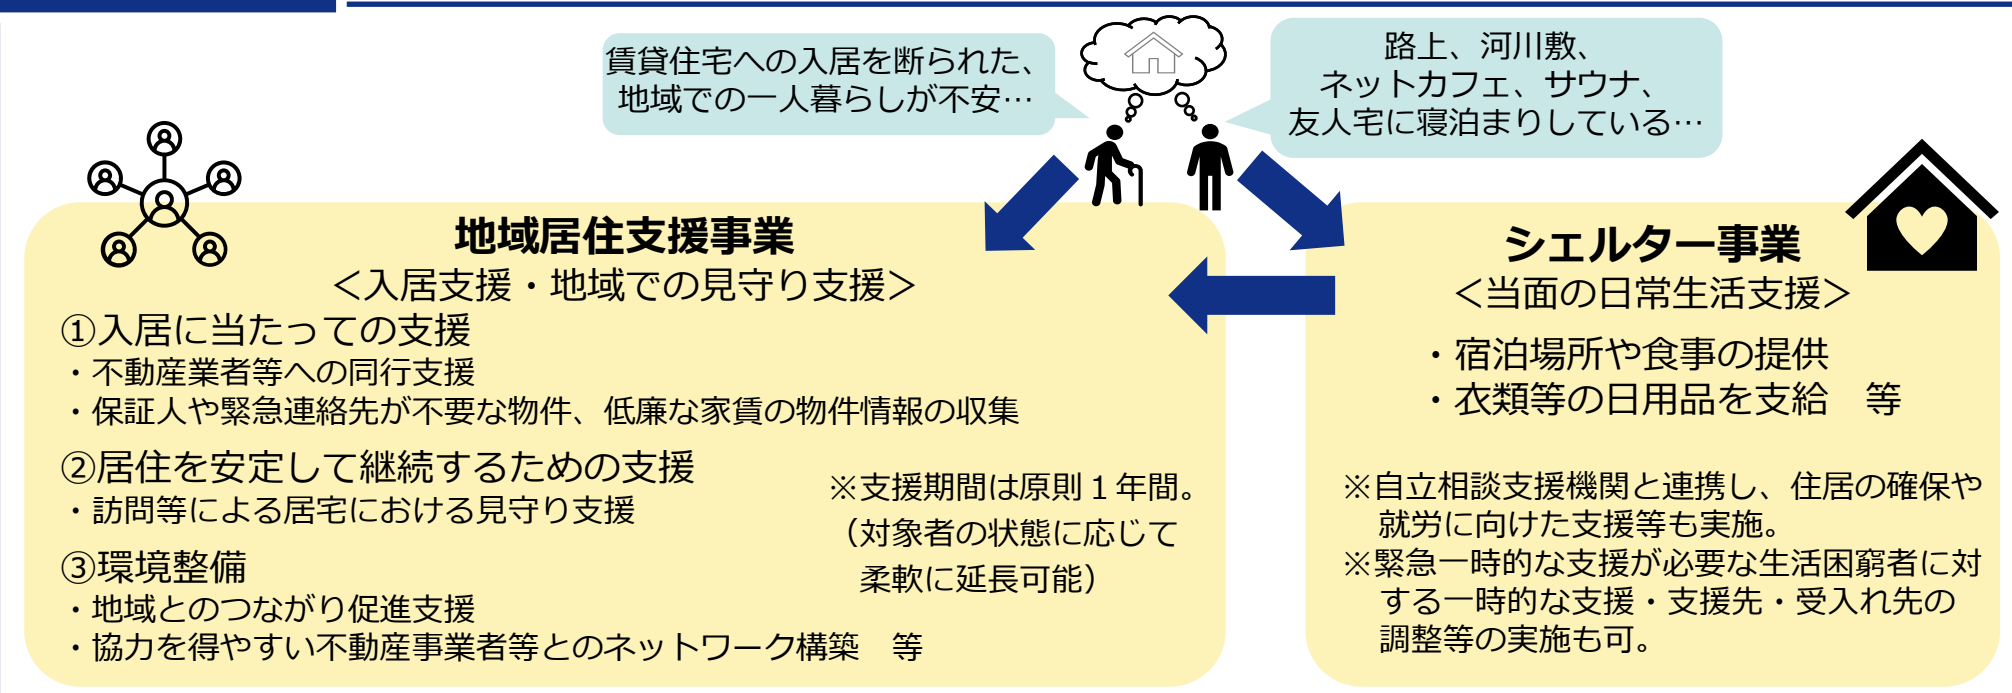 賃貸住宅への入居を断られた、
地域での一人暮らしが不安…
路上、河川敷、
ネットカフェ、サウナ、
友人宅に寝泊まりしている…
地域居住支援事業
＜入居支援・地域での見守り支援＞
①入居に当たっての支援
・不動産業者等への同行支援
・保証人や緊急連絡先が不要な物件、低廉な家賃の物件情報の収集
②居住を安定して継続するための支援
・訪問等による居宅における見守り支援
③環境整備
・地域とのつながり促進支援
・協力を得やすい不動産事業者等とのネットワーク構築　等
※支援期間は原則１年間。
（対象者の状態に応じて
柔軟に延長可能）
シェルター事業
＜当面の日常生活支援＞
・宿泊場所や食事の提供
・衣類等の日用品を支給　等
※自立相談支援機関と連携し、住居の確保や
就労に向けた支援等も実施。
※緊急一時的な支援が必要な生活困窮者に対
する一時的な支援・支援先・受入れ先の
調整等の実施も可。